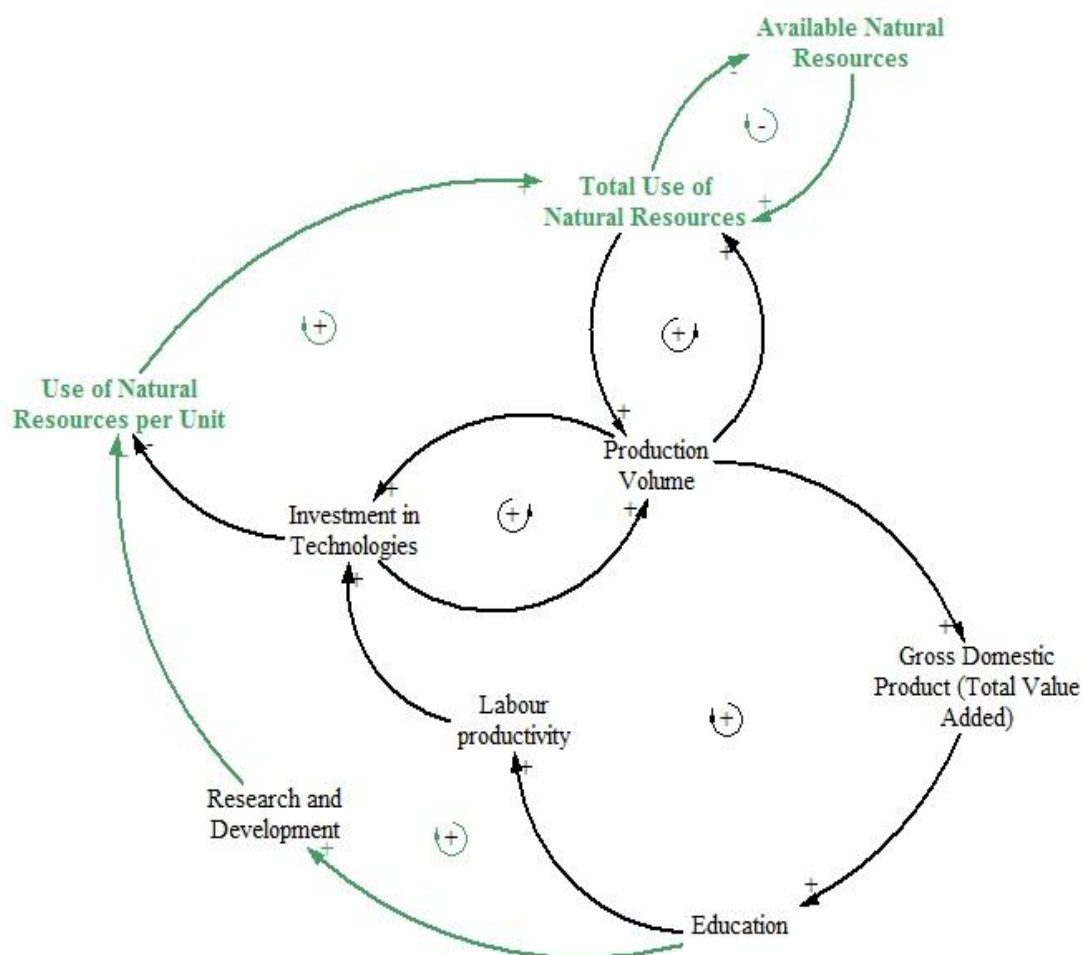 Available Natural
Resources
-
-
+
Total Use of
Natural Resources
+
+
+
+
Use of Natural
Resources per Unit
-
-
+
Production
Volume
+
+
+
Investment in
Technologies
+
+
Gross Domestic
Product (Total Value
Added)
Labour
productivity
+
+
Research and
Development
+
+
+
Education